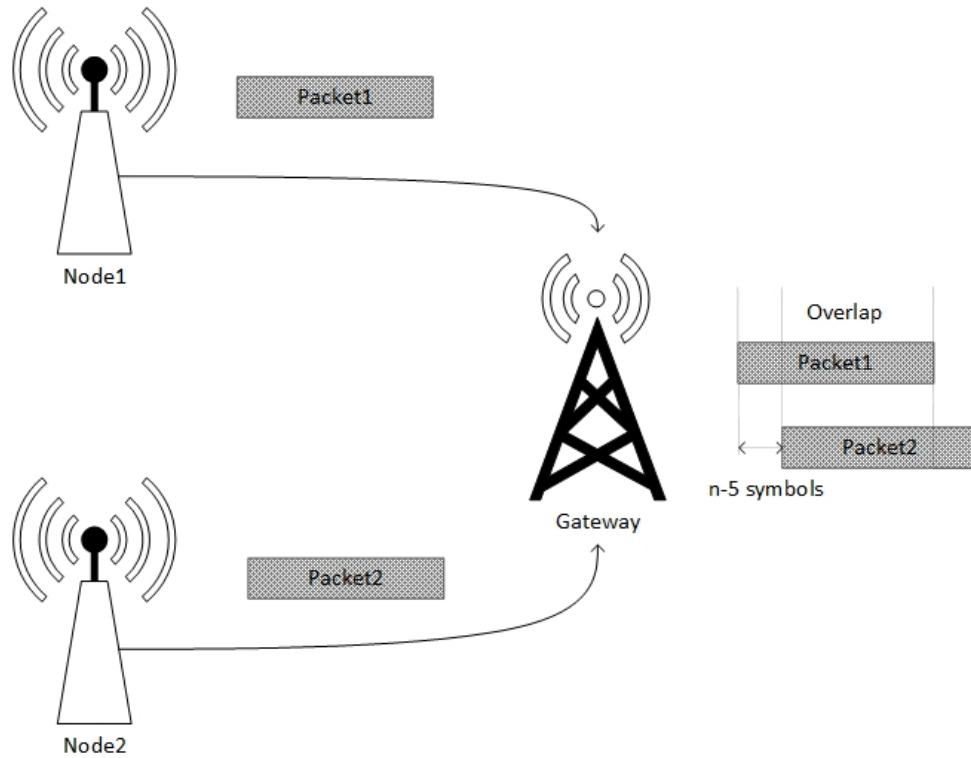 Packet1
Node1
Overlap
Packet1
Packet2
n-5 symbols
Gateway
Packet2
Node2